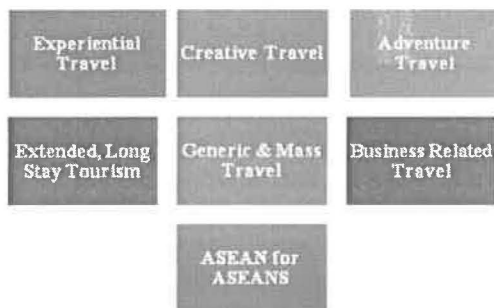 Experiential
Travel
Creative Travel
Adventure
Travel
Extended, Long
Stay Tourism
Generic & Mass
Travel
Business Related
Travel
ASEAN for
ASEANS